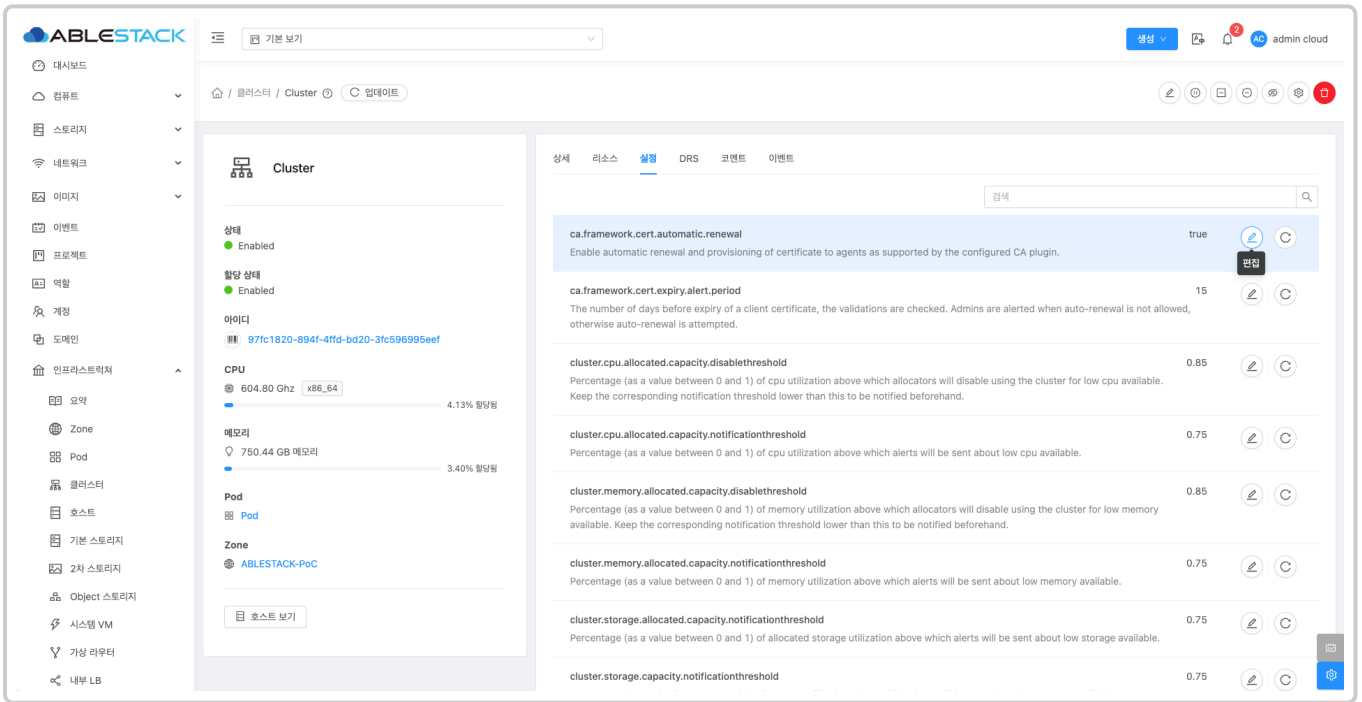 ABLESTACK
기본 보기
생성
2
AC admin cloud
대시보드
컴퓨트
스토리지
네트워크
이미지
이벤트
프로젝트
역할
계정
도메인
인프라스트럭쳐
요약
Zone
Pod
클러스터
호스트
기본 스토리지
2차 스토리지
Object 스토리지
시스템 VM
가상 라우터
내부 LB
/ 클러스터 / Cluster 업데이트
Cluster
상태
Enabled
할당 상태
Enabled
아이디
97fc1820-894f-4ffd-bd20-3fc596995eef
CPU
604.80 Ghz x86_64
4.13% 할당됨
메모리
750.44 GB 메모리
3.40% 할당됨
Pod
Pod
Zone
ABLESTACK-PoC
호스트 보기
상세 리소스 설정 DRS 코멘트 이벤트
검색
ca.framework.cert.automatic.renewal true
Enable automatic renewal and provisioning of certificate to agents as supported by the configured CA plugin.
편집
ca.framework.cert.expiry.alert.period 15
The number of days before expiry of a client certificate, the validations are checked. Admins are alerted when auto-renewal is not allowed,
otherwise auto-renewal is attempted.
cluster.cpu.allocated.capacity.disablethreshold 0.85
Percentage (as a value between 0 and 1) of cpu utilization above which allocators will disable using the cluster for low cpu available.
Keep the corresponding notification threshold lower than this to be notified beforehand.
cluster.cpu.allocated.capacity.notificationthreshold 0.75
Percentage (as a value between 0 and 1) of cpu utilization above which alerts will be sent about low cpu available.
cluster.memory.allocated.capacity.disablethreshold 0.85
Percentage (as a value between 0 and 1) of memory utilization above which allocators will disable using the cluster for low memory
available. Keep the corresponding notification threshold lower than this to be notified beforehand.
cluster.memory.allocated.capacity.notificationthreshold 0.75
Percentage (as a value between 0 and 1) of memory utilization above which alerts will be sent about low memory available.
cluster.storage.allocated.capacity.notificationthreshold 0.75
Percentage (as a value between 0 and 1) of allocated storage utilization above which alerts will be sent about low storage available.
cluster.storage.capacity.notificationthreshold 0.75